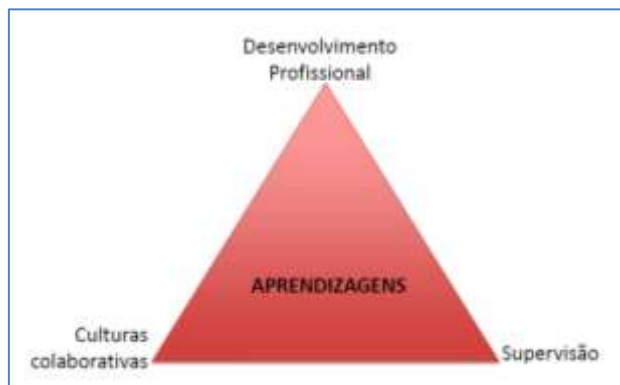 Desenvolvimento
Profissional
APRENDIZAGENS
Culturas
colaborativas
Supervisão